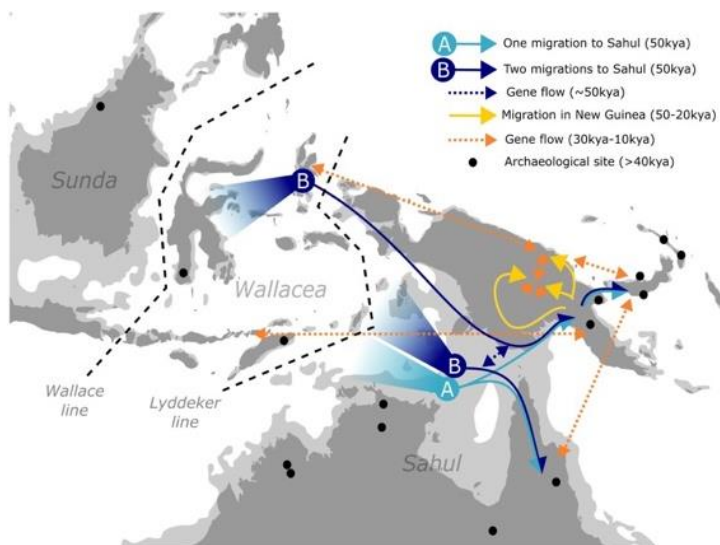 A One migration to Sahul (50kya)
B Two migrations to Sahul (50kya)
Gene flow (~50kya)
Migration in New Guinea (50-20kya)
Gene flow (30kya-10kya)
Archaeological site (>40kya)
Sunda
B
Wallacea
B
A
Wallace
line
Lyddeker
line
Sahul